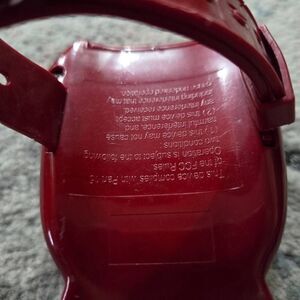 This device complies with Part 15
of the FCC Rules.
Operation is subject to the following
two conditions:
(1) this device may not cause
harmful interference, and
(2) this device must accept
any interference received,
including interference that may
cause undesired operation.